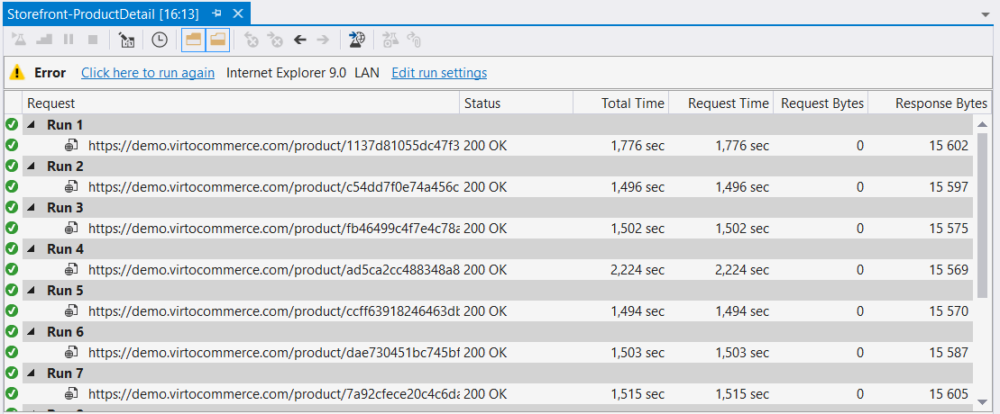 Storefront-ProductDetail [16:13]
Error Click here to run again Internet Explorer 9.0 LAN Edit run settings
Request Status Total Time Request Time Request Bytes Response Bytes
Run 1
https://demo.virtocommerce.com/product/1137d81055dc47f3 200 OK 1,776 sec 1,776 sec 0 15 602
Run 2
https://demo.virtocommerce.com/product/c54dd7f0e74a456c 200 OK 1,496 sec 1,496 sec 0 15 597
Run 3
https://demo.virtocommerce.com/product/fb46499c4f7e4c78a 200 OK 1,502 sec 1,502 sec 0 15 575
Run 4
https://demo.virtocommerce.com/product/ad5ca2cc488348a8 200 OK 2,224 sec 2,224 sec 0 15 569
Run 5
https://demo.virtocommerce.com/product/ccff63918246463db 200 OK 1,494 sec 1,494 sec 0 15 570
Run 6
https://demo.virtocommerce.com/product/dae730451bc745bf 200 OK 1,503 sec 1,503 sec 0 15 587
Run 7
https://demo.virtocommerce.com/product/7a92cfece20c4c6da 200 OK 1,515 sec 1,515 sec 0 15 605